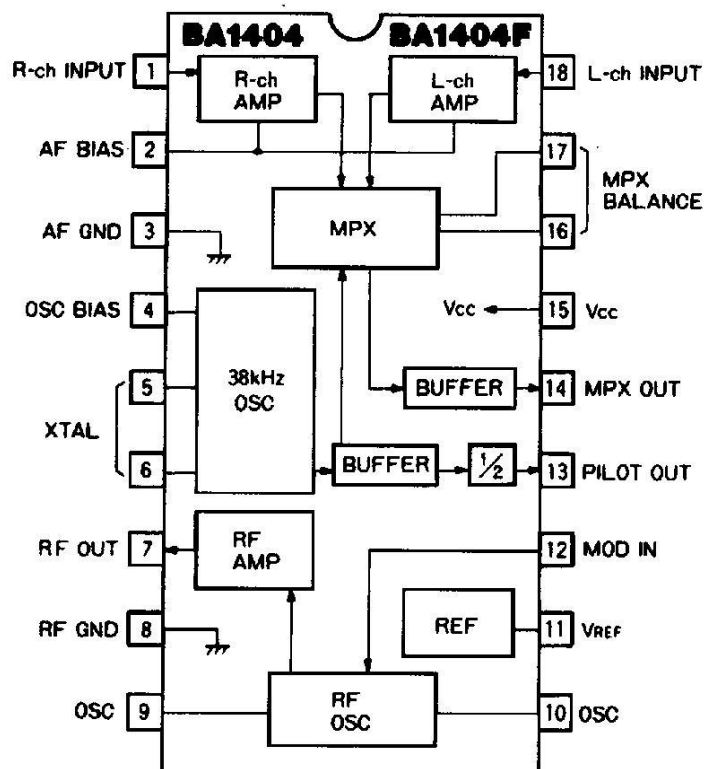 BA1404 BA1404F
R-ch INPUT 1 R-ch AMP L-ch AMP 18 L-ch INPUT
AF BIAS 2 17
MPX BALANCE
AF GND 3 MPX 16
OSC BIAS 4 Vcc 15 Vcc
5 38kHz OSC BUFFER 14 MPX OUT
XTAL
6 BUFFER 1/2 13 PILOT OUT
RF OUT 7 RF AMP 12 MOD IN
RF GND 8 REF 11 VREF
OSC 9 RF OSC 10 OSC